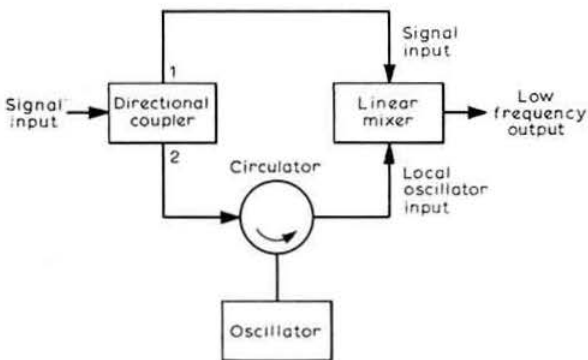 1
Signal
input
Signal
input
Directional
coupler
Linear
mixer
Low
frequency
output
2
Circulator
Local
oscillator
input
Oscillator